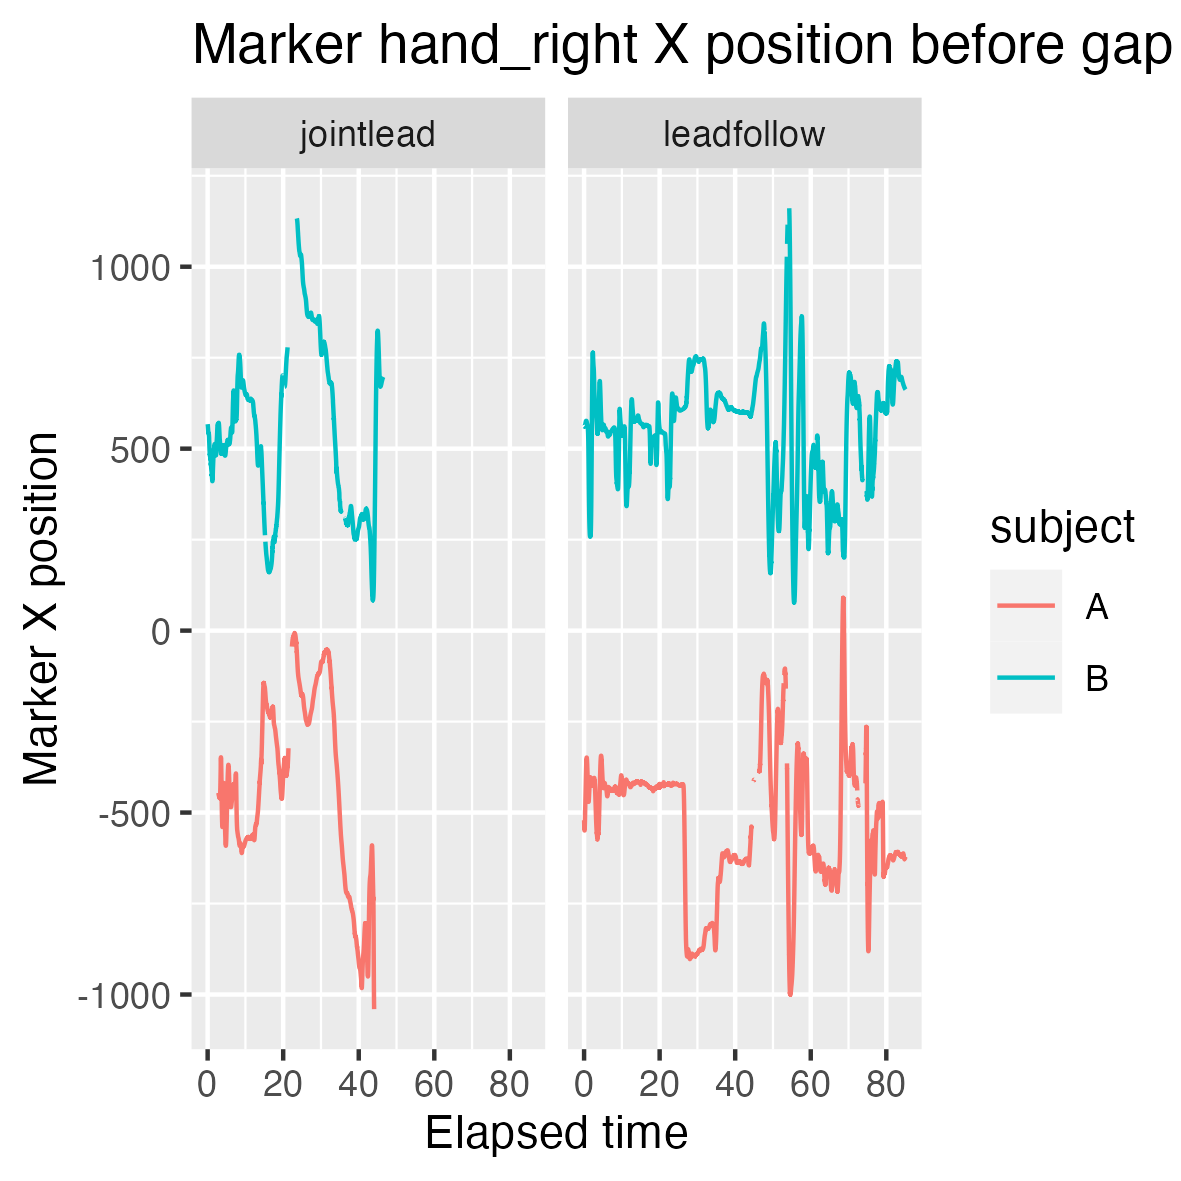 Marker hand_right X position before gap
jointlead
leadfollow
1000
500
0
-500
-1000
Marker X position
0 20 40 60 80
0 20 40 60 80
Elapsed time
subject
A
B